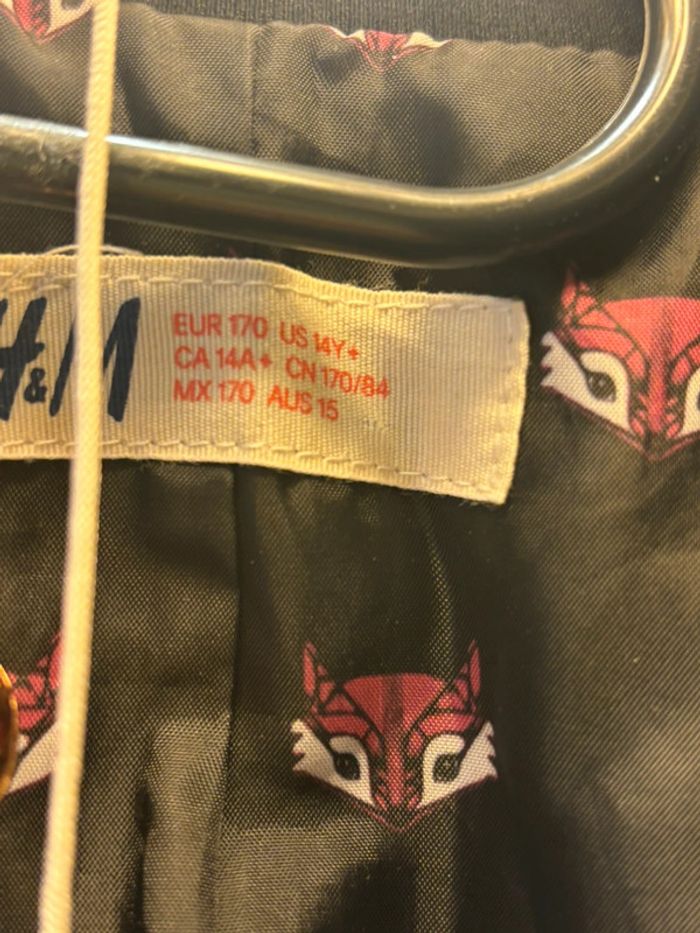 H&M
EUR 170 US 14Y+
CA 14A+ CN 170/84
MX 170 AUS 15